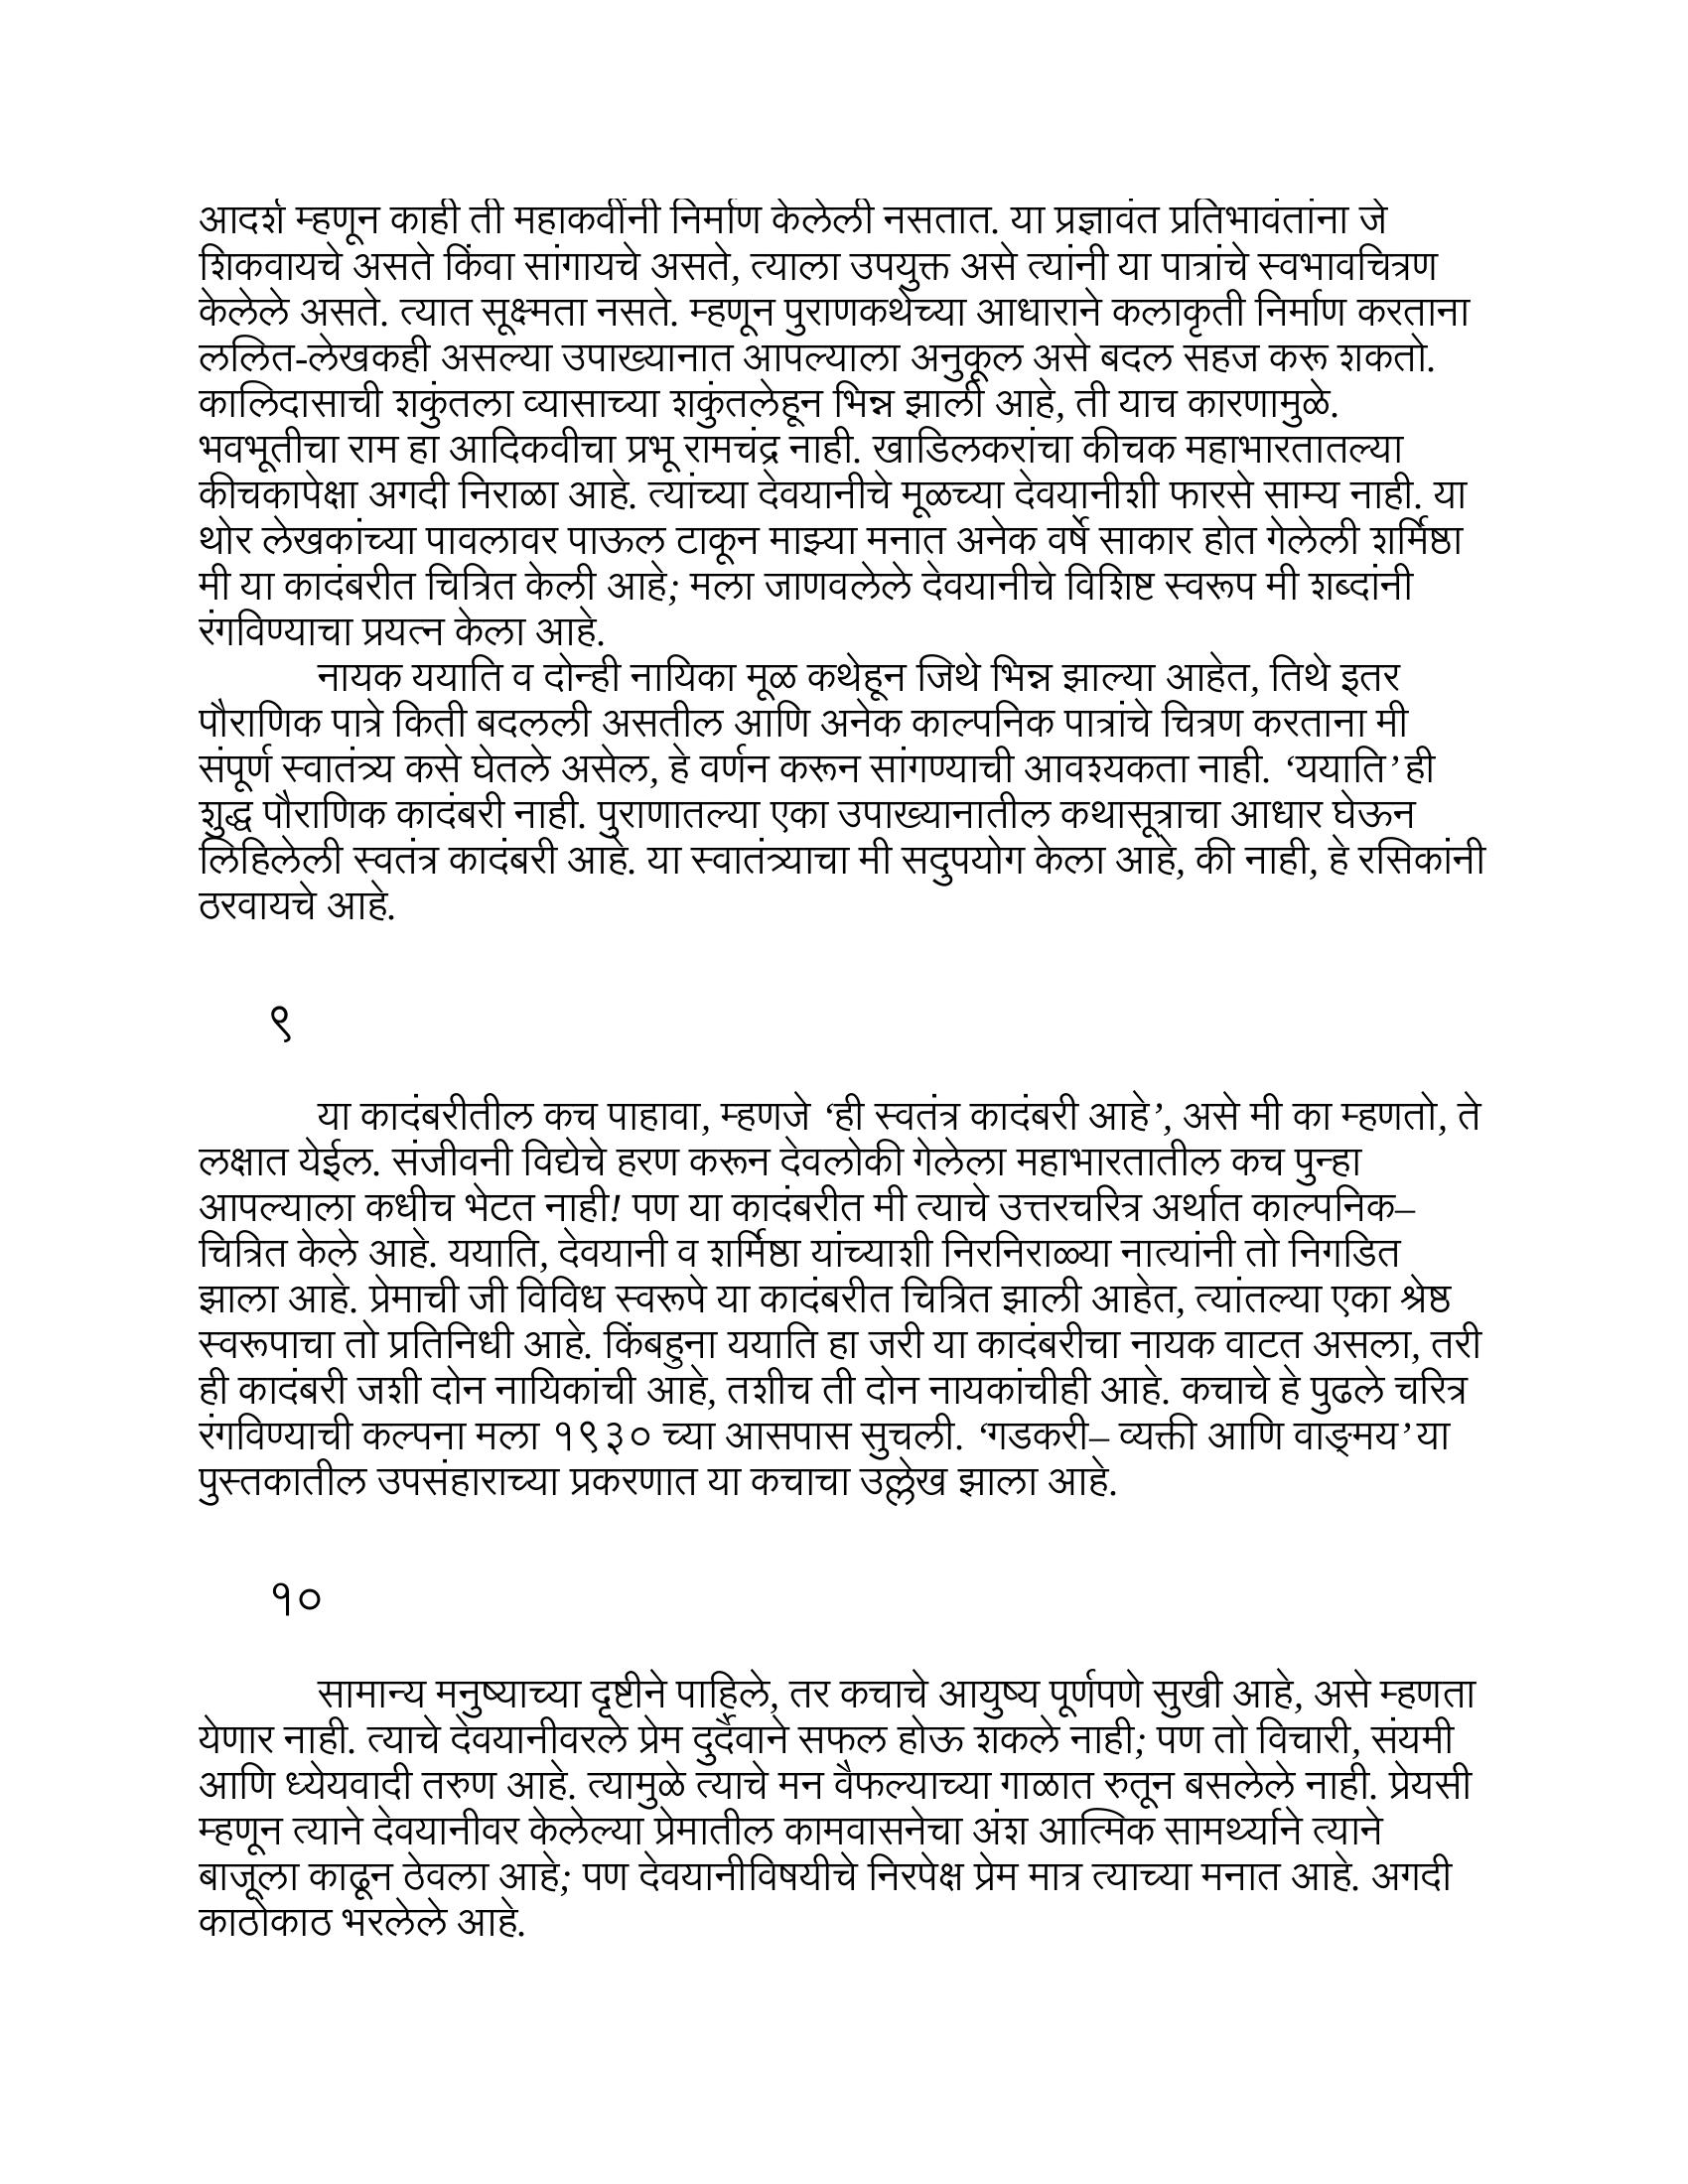 आदर्श म्हणून काही ती महाकवींनी निर्माण केलेली नसतात. या प्रज्ञावंत प्रतिभावंतांना जे
शिकवायचे असते किंवा सांगायचे असते, त्याला उपयुक्त असे त्यांनी या पात्रांचे स्वभावचित्रण
केलेले असते. त्यात सूक्ष्मता नसते. म्हणून पुराणकथेच्या आधाराने कलाकृती निर्माण करताना
ललित-लेखकही असल्या उपाख्यानात आपल्याला अनुकूल असे बदल सहज करू शकतो.
कालिदासाची शकुंतला व्यासाच्या शकुंतलेहून भिन्न झाली आहे, ती याच कारणामुळे.
भवभूतीचा राम हा आदिकवीचा प्रभू रामचंद्र नाही. खाडिलकरांचा कीचक महाभारतातल्या
कीचकापेक्षा अगदी निराळा आहे. त्यांच्या देवयानीचे मूळच्या देवयानीशी फारसे साम्य नाही. या
थोर लेखकांच्या पावलावर पाऊल टाकून माझ्या मनात अनेक वर्षे साकार होत गेलेली शर्मिष्ठा
मी या कादंबरीत चित्रित केली आहे; मला जाणवलेले देवयानीचे विशिष्ट स्वरूप मी शब्दांनी
रंगविण्याचा प्रयत्न केला आहे.
नायक ययाति व दोन्ही नायिका मूळ कथेहून जिथे भिन्न झाल्या आहेत, तिथे इतर
पौराणिक पात्रे किती बदलली असतील आणि अनेक काल्पनिक पात्रांचे चित्रण करताना मी
संपूर्ण स्वातंत्र्य कसे घेतले असेल, हे वर्णन करून सांगण्याची आवश्यकता नाही. ‘ययाति’ही
शुद्ध पौराणिक कादंबरी नाही. पुराणातल्या एका उपाख्यानातील कथासूत्राचा आधार घेऊन
लिहिलेली स्वतंत्र कादंबरी आहे. या स्वातंत्र्याचा मी सदुपयोग केला आहे, की नाही, हे रसिकांनी
ठरवायचे आहे.
९
या कादंबरीतील कच पाहावा, म्हणजे ‘ही स्वतंत्र कादंबरी आहे’, असे मी का म्हणतो, ते
लक्षात येईल. संजीवनी विद्येचे हरण करून देवलोकी गेलेला महाभारतातील कच पुन्हा
आपल्याला कधीच भेटत नाही! पण या कादंबरीत मी त्याचे उत्तरचरित्र अर्थात काल्पनिक–
चित्रित केले आहे. ययाति, देवयानी व शर्मिष्ठा यांच्याशी निरनिराळ्या नात्यांनी तो निगडित
झाला आहे. प्रेमाची जी विविध स्वरूपे या कादंबरीत चित्रित झाली आहेत, त्यांतल्या एका श्रेष्ठ
स्वरूपाचा तो प्रतिनिधी आहे. किंबहुना ययाति हा जरी या कादंबरीचा नायक वाटत असला, तरी
ही कादंबरी जशी दोन नायिकांची आहे, तशीच ती दोन नायकांचीही आहे. कचाचे हे पुढले चरित्र
रंगविण्याची कल्पना मला १९३० च्या आसपास सुचली. ‘गडकरी– व्यक्ती आणि वाङ्मय’या
पुस्तकातील उपसंहाराच्या प्रकरणात या कचाचा उल्लेख झाला आहे.
१०
सामान्य मनुष्याच्या दृष्टीने पाहिले, तर कचाचे आयुष्य पूर्णपणे सुखी आहे, असे म्हणता
येणार नाही. त्याचे देवयानीवरले प्रेम दुर्दैवाने सफल होऊ शकले नाही; पण तो विचारी, संयमी
आणि ध्येयवादी तरुण आहे. त्यामुळे त्याचे मन वैफल्याच्या गाळात रुतून बसलेले नाही. प्रेयसी
म्हणून त्याने देवयानीवर केलेल्या प्रेमातील कामवासनेचा अंश आत्मिक सामर्थ्याने त्याने
बाजूला काढून ठेवला आहे; पण देवयानीविषयीचे निरपेक्ष प्रेम मात्र त्याच्या मनात आहे. अगदी
काठोकाठ भरलेले आहे.